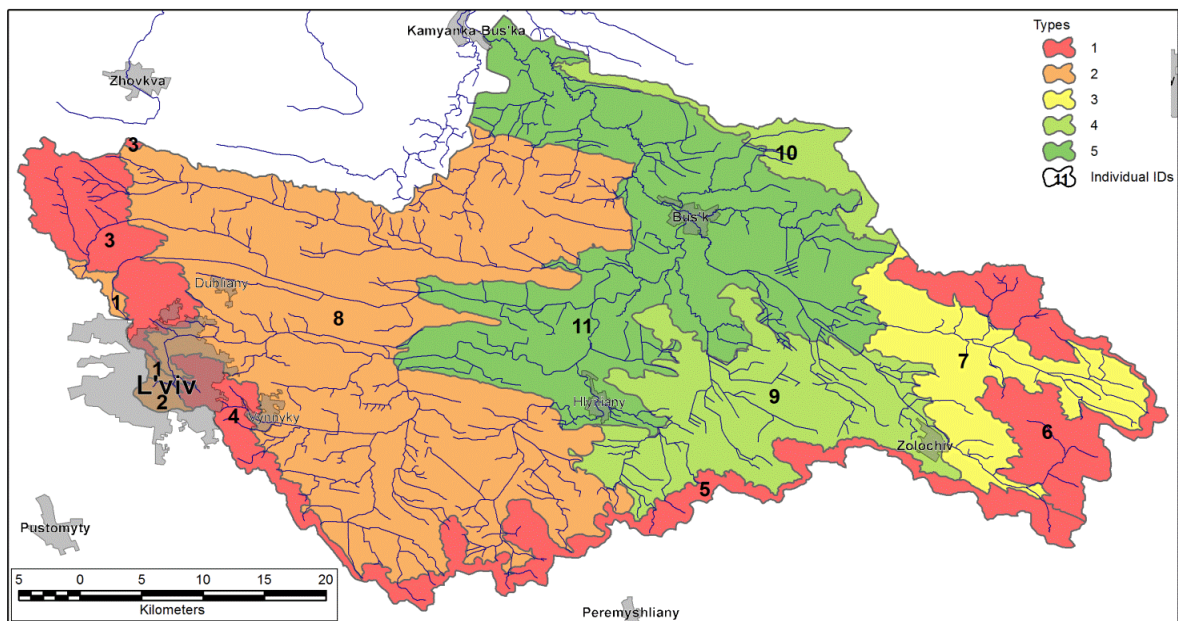 Kamyanka Bus'ka
Types
1
2
3
4
5
11 Individual IDs
Zhovkva
3
10
Bus'k
3
Dubliany
1
8
11
7
1
L'viv
2
4
Vynnyky
Hlyniany
9
6
Zolochiv
5
Pustomyty
5 0 5 10 15 20
Kilometers
Peremyshliany